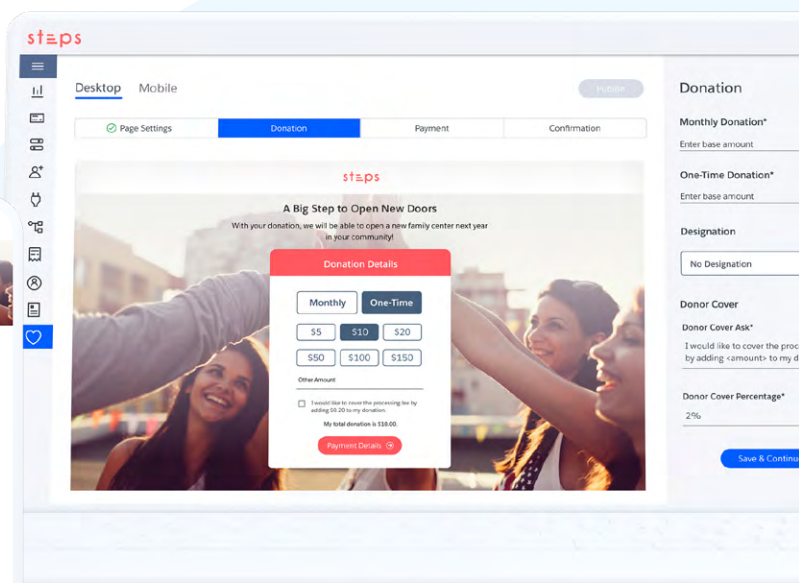 steps
Desktop Mobile
Publish
Page Settings
Donation
Payment
Confirmation
steps
A Big Step to Open New Doors
With your donation, we will be able to open a new family center next year
in your community!
Donation Details
Monthly
One-Time
$5
$10
$20
$50
$100
$150
Other Amount
I would like to cover the processing fee by
adding $0.20 to my donation.
My total donation is $10.00.
Payment Details
Donation
Monthly Donation*
Enter base amount
One-Time Donation*
Enter base amount
Designation
No Designation
Donor Cover
Donor Cover Ask*
I would like to cover the proc
by adding <amount> to my d
Donor Cover Percentage*
2%
Save & Continu